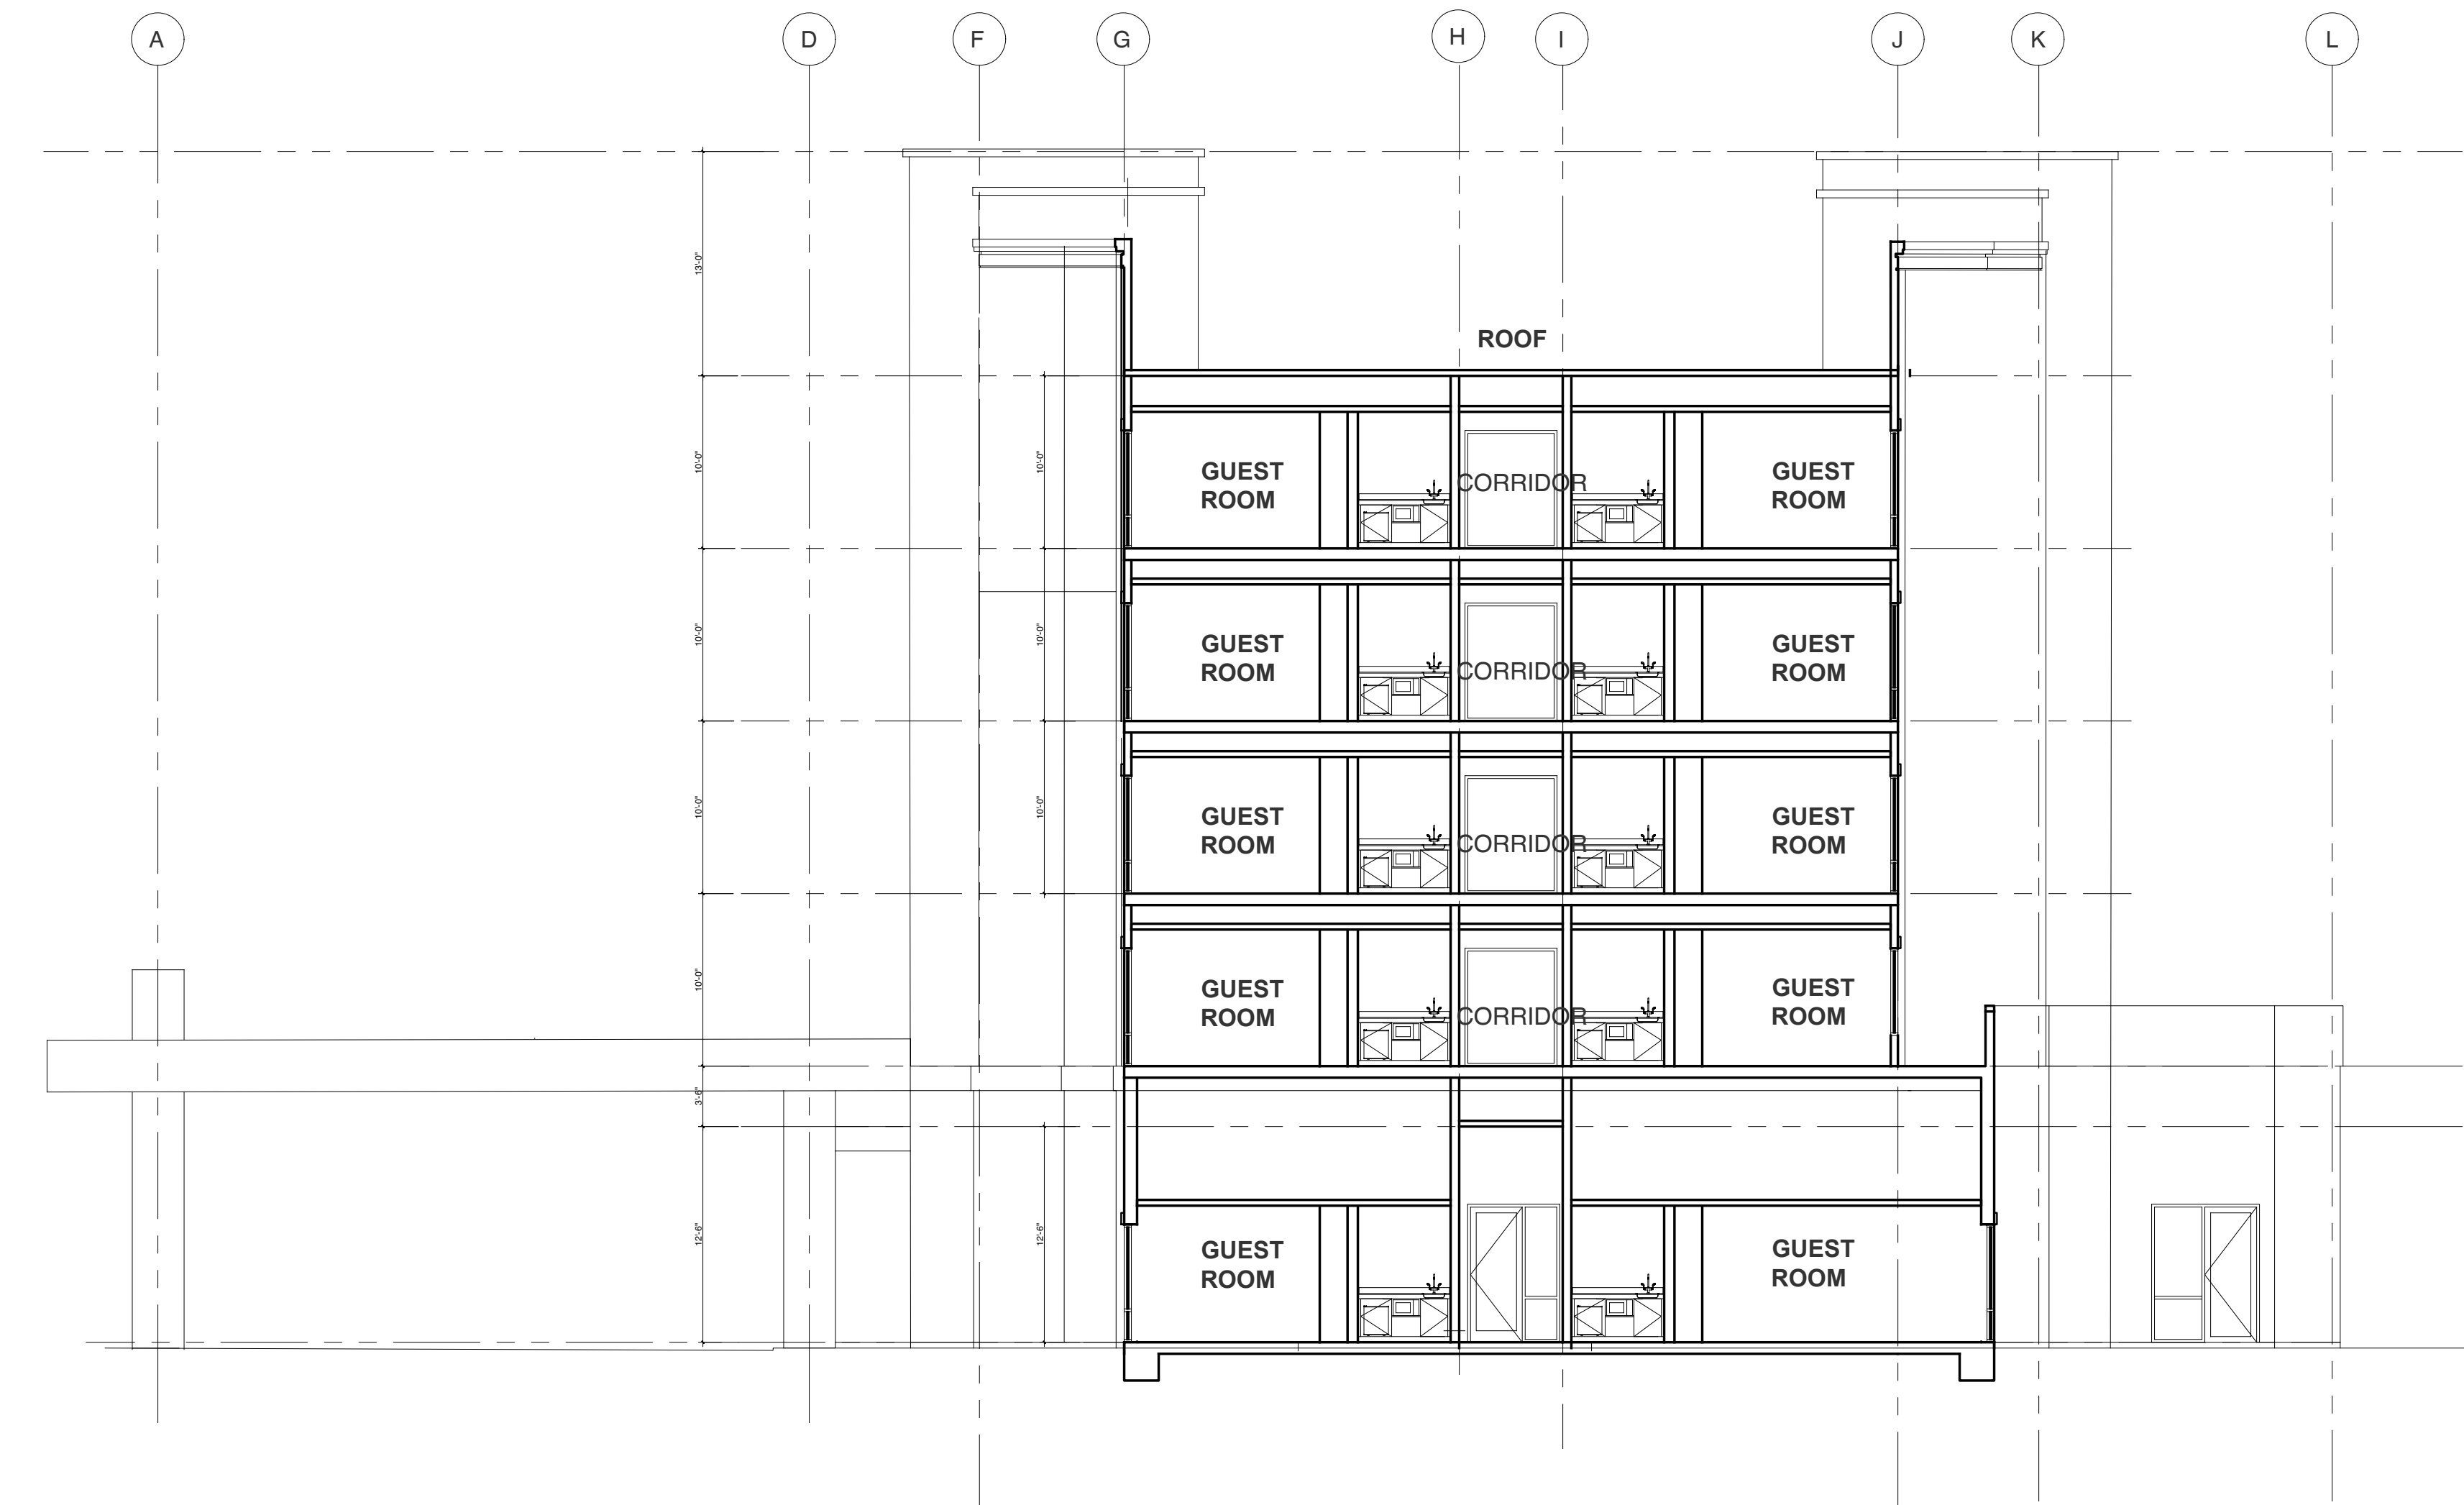 A
D
F
G
H
I
J
K
L
13'-0"
ROOF
10'-0"
10'-0"
GUEST
ROOM
CORRIDOR
GUEST
ROOM
10'-0"
10'-0"
GUEST
ROOM
CORRIDOR
GUEST
ROOM
10'-0"
10'-0"
GUEST
ROOM
CORRIDOR
GUEST
ROOM
10'-0"
GUEST
ROOM
CORRIDOR
GUEST
ROOM
3'-6"
12'-6"
12'-6"
GUEST
ROOM
GUEST
ROOM